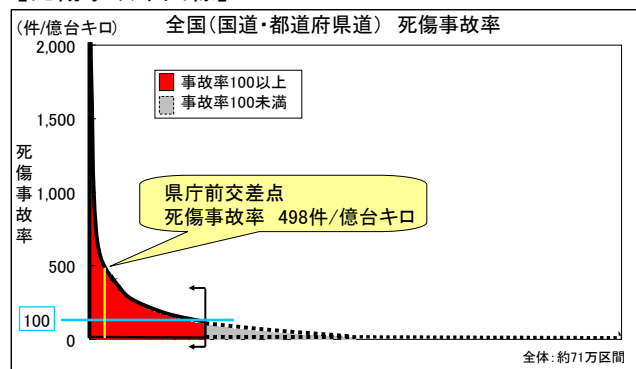 (件/億台キロ)
全国(国道・都道府県道) 死傷事故率
2,000
1,500
1,000
500
100
0
死傷事故率
事故率100以上
事故率100未満
県庁前交差点
死傷事故率 498件/億台キロ
全体:約71万区間